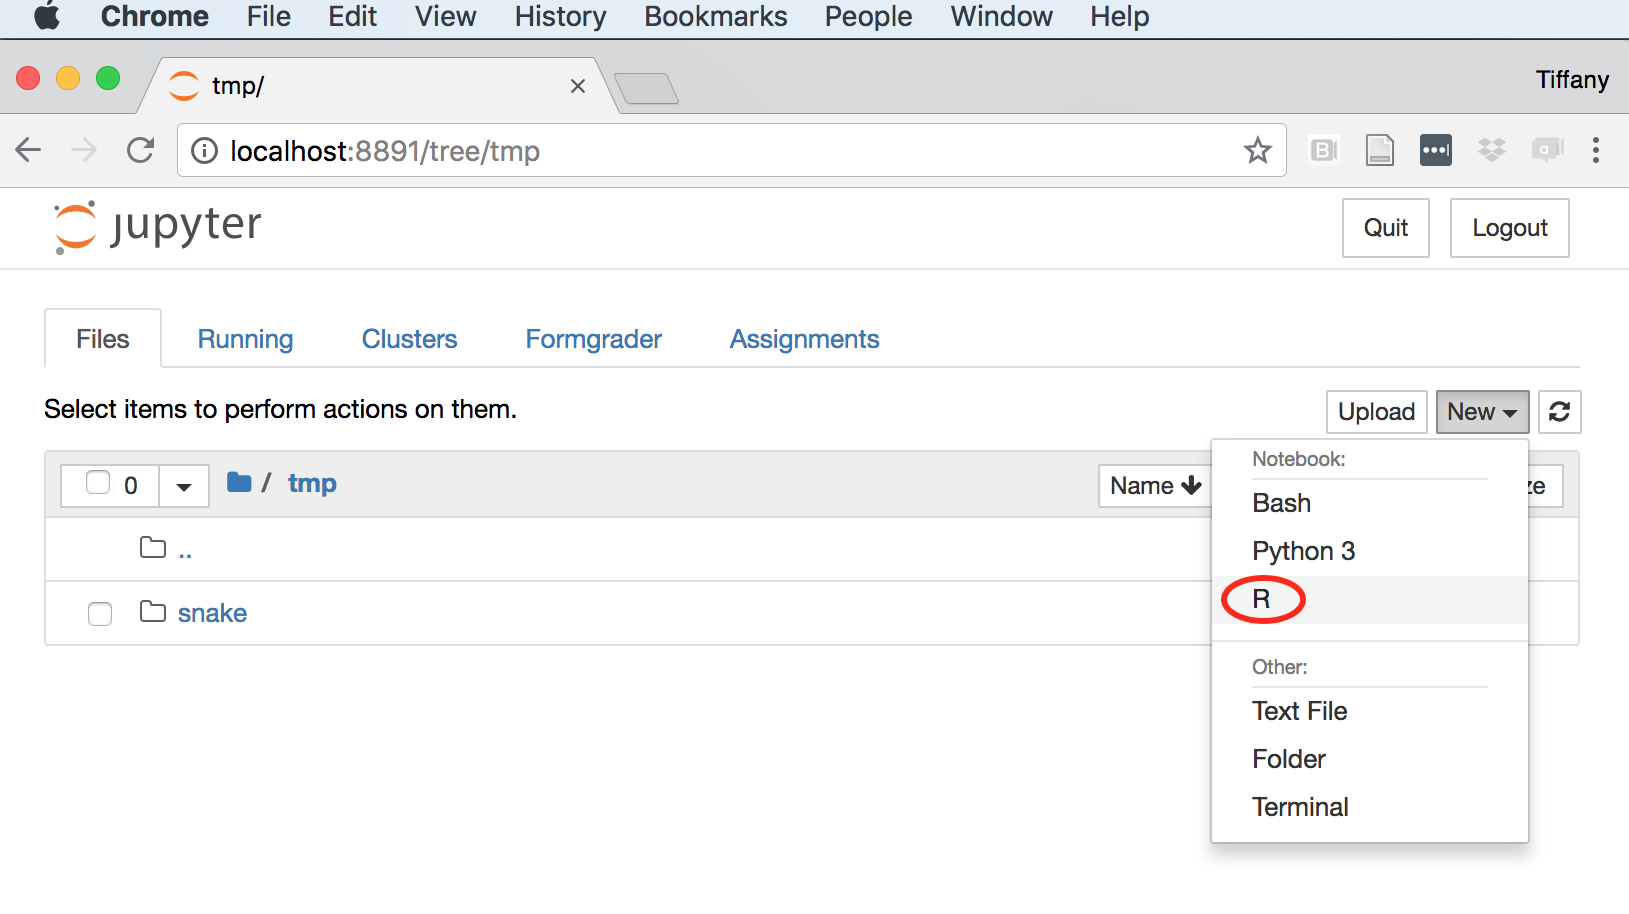 Chrome File Edit View History Bookmarks People Window Help
tmp/
Tiffany
localhost:8891/tree/tmp
jupyter
Quit Logout
Files Running Clusters Formgrader Assignments
Select items to perform actions on them.
Upload New
0 / tmp
Name
ze
Notebook:
Bash
Python 3
R
Other:
Text File
Folder
Terminal
..
snake